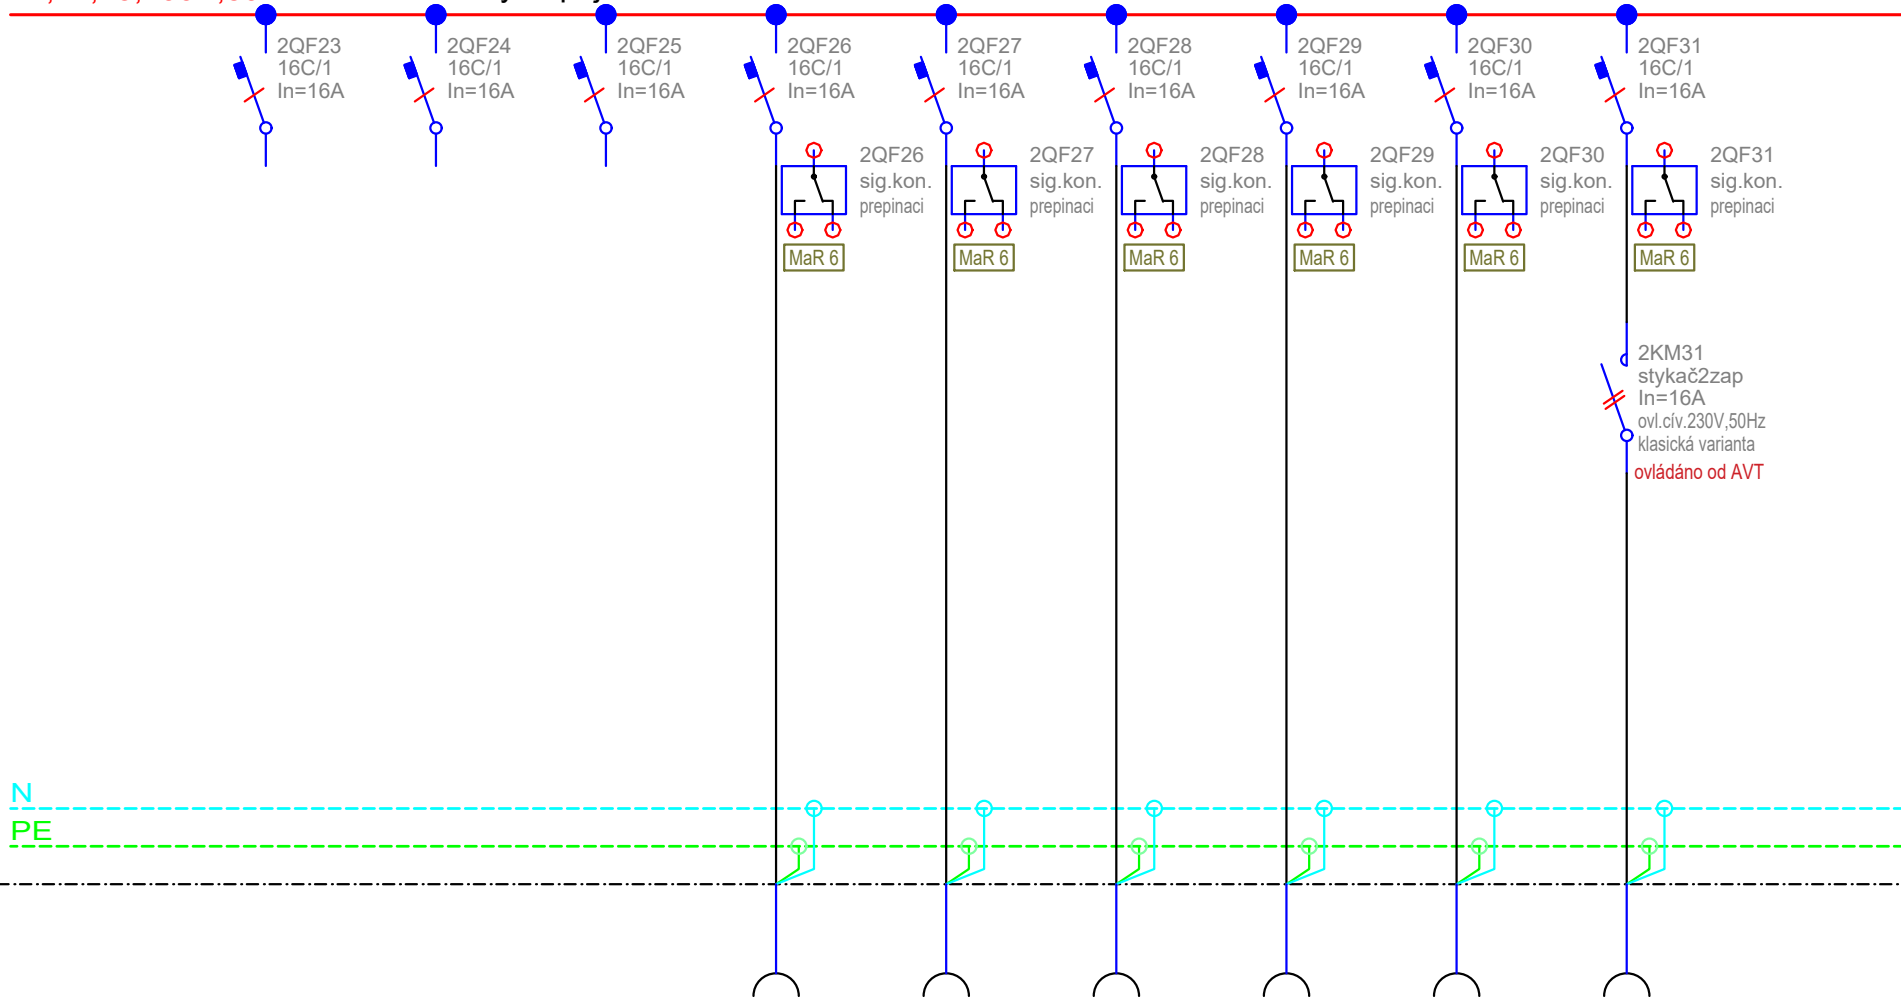 2QF23
16C/1
In=16A
2QF24
16C/1
In=16A
2QF25
16C/1
In=16A
2QF26
16C/1
In=16A
2QF27
16C/1
In=16A
2QF28
16C/1
In=16A
2QF29
16C/1
In=16A
2QF30
16C/1
In=16A
2QF31
16C/1
In=16A
2QF26
sig.kon.
prepinaci
MaR 6
2QF27
sig.kon.
prepinaci
MaR 6
2QF28
sig.kon.
prepinaci
MaR 6
2QF29
sig.kon.
prepinaci
MaR 6
2QF30
sig.kon.
prepinaci
MaR 6
2QF31
sig.kon.
prepinaci
MaR 6
2KM31
stykač2zap
In=16A
ovl.cív.230V,50Hz
klasická varianta
ovládáno od AVT
N
PE